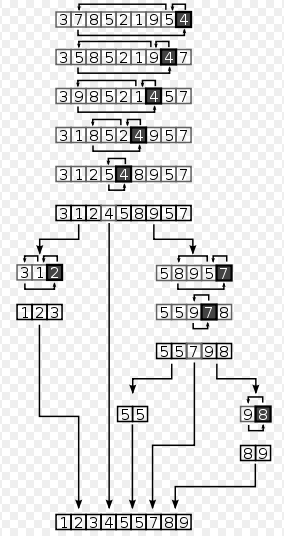 3 7 8 5 2 1 9 5 4
3 5 8 5 2 1 9 4 7
3 9 8 5 2 1 4 5 7
3 1 8 5 2 4 9 5 7
3 1 2 5 4 8 9 5 7
3 1 2 4 5 8 9 5 7
3 1 2
5 8 9 5 7
1 2 3
5 5 9 7 8
5 5 7 9 8
5 5
9 8
8 9
1 2 3 4 5 5 7 8 9